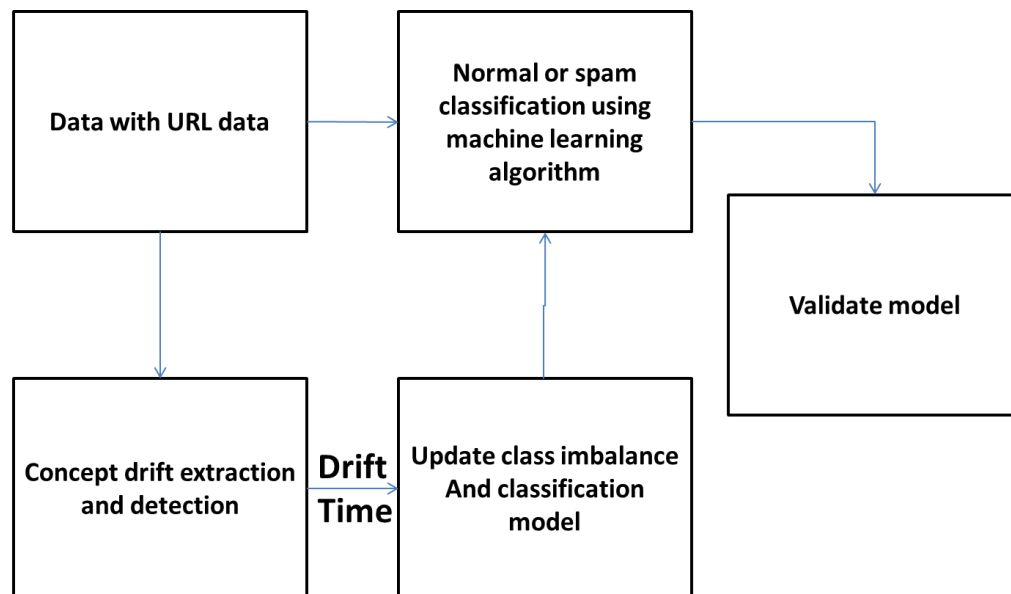 Data with URL data
Normal or spam
classification using
machine learning
algorithm
Validate model
Concept drift extraction
and detection
Drift
Time
Update class imbalance
And classification
model